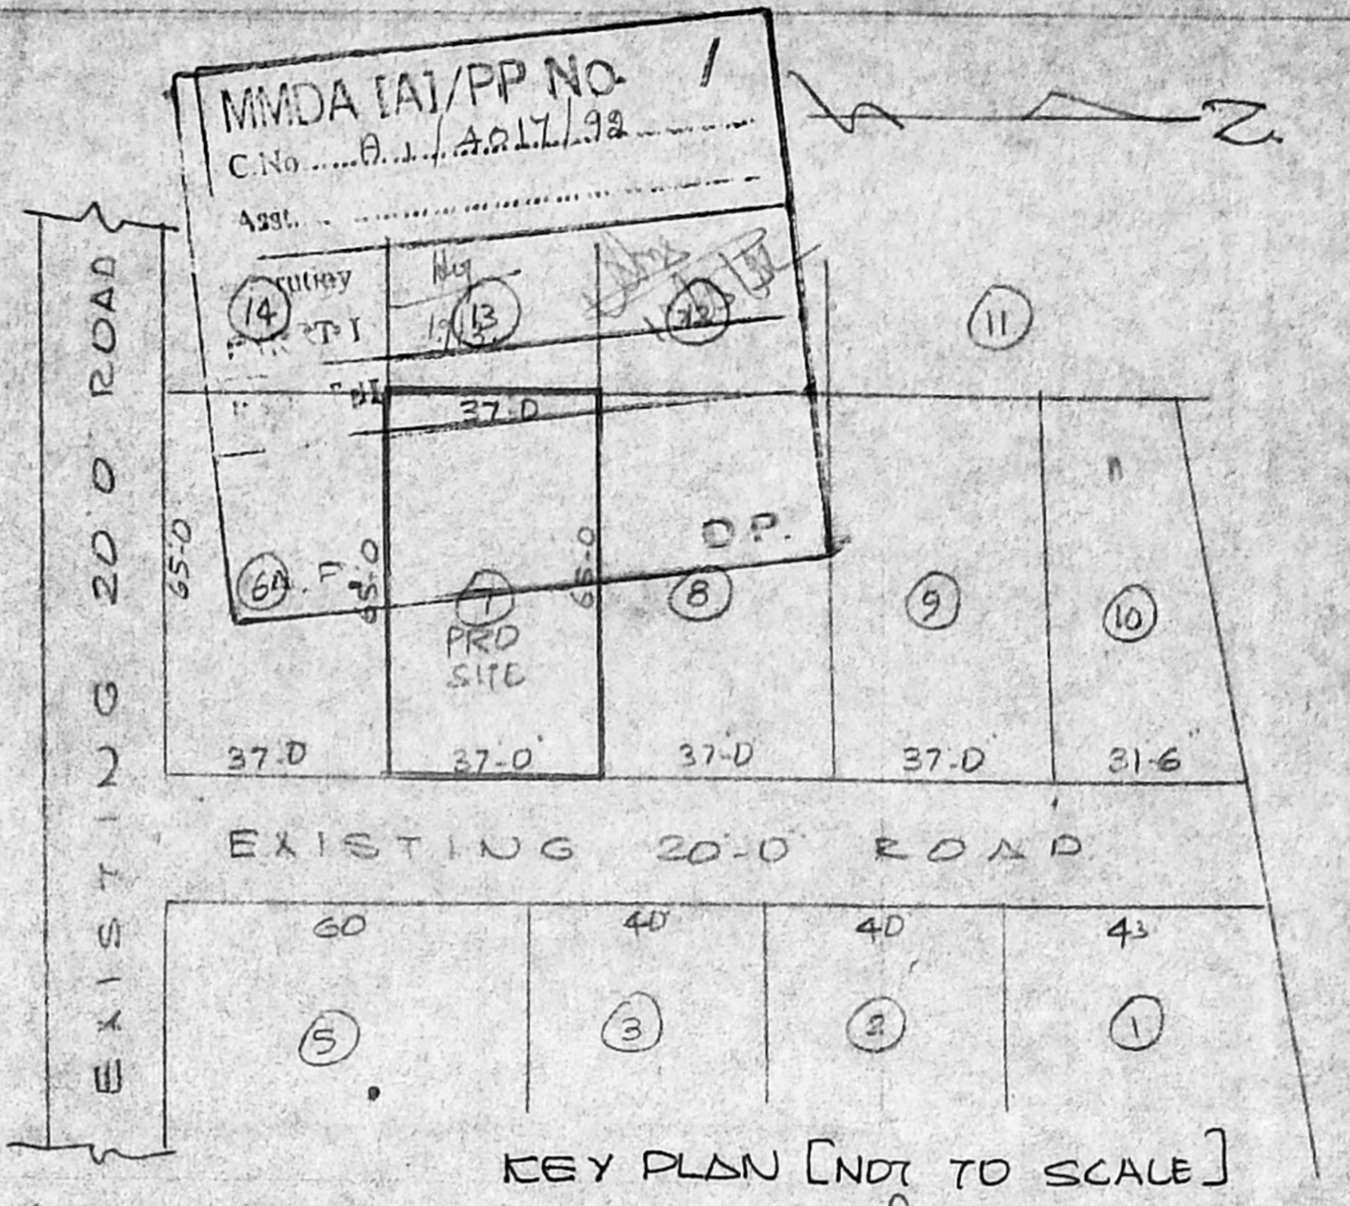 MMDA [A]/PP No. 1
C.No ..... A1/4017/92
Asst.
N
14
13
12
11
37-0
65-0
65-0
65-0
D.P.
6A
7
8
9
10
PRO
SITE
37-0
37-0
37-0
37-0
31-6
EXISTING 20-0 ROAD
EXISTING 20-0 ROAD
60
40
40
43
5
3
2
1
KEY PLAN [NOT TO SCALE]